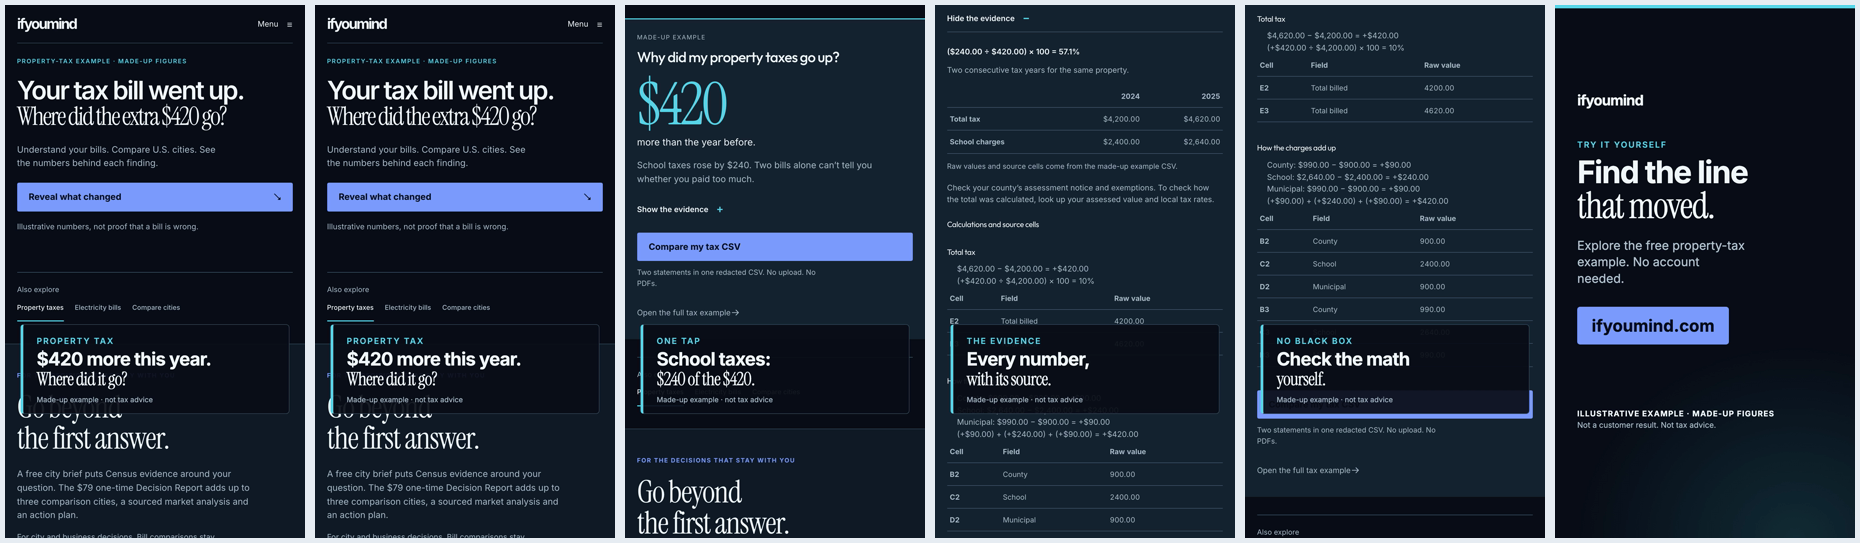 ifyoumind
Menu ≡
PROPERTY-TAX EXAMPLE · MADE-UP FIGURES
Your tax bill went up.
Where did the extra $420 go?
Understand your bills. Compare U.S. cities. See
the numbers behind each finding.
Reveal what changed ↘
Illustrative numbers, not proof that a bill is wrong.
Also explore
Property taxes Electricity bills Compare cities
PROPERTY TAX
$420 more this year.
Where did it go?
Made-up example · not tax advice
Go beyond
the first answer.
A free city brief puts Census evidence around your
question. The $79 one-time Decision Report adds up to
three comparison cities, a sourced market analysis and
an action plan.
For city and business decisions. Bill comparisons stay
ifyoumind
Menu ≡
PROPERTY-TAX EXAMPLE · MADE-UP FIGURES
Your tax bill went up.
Where did the extra $420 go?
Understand your bills. Compare U.S. cities. See
the numbers behind each finding.
Reveal what changed ↘
Illustrative numbers, not proof that a bill is wrong.
Also explore
Property taxes Electricity bills Compare cities
PROPERTY TAX
$420 more this year.
Where did it go?
Made-up example · not tax advice
Go beyond
the first answer.
A free city brief puts Census evidence around your
question. The $79 one-time Decision Report adds up to
three comparison cities, a sourced market analysis and
an action plan.
For city and business decisions. Bill comparisons stay
MADE-UP EXAMPLE
Why did my property taxes go up?
$420
more than the year before.
School taxes rose by $240. Two bills alone can't tell you
whether you paid too much.
Show the evidence +
Compare my tax CSV
Two statements in one redacted CSV. No upload. No
PDFs.
Open the full tax example→
ONE TAP
School taxes:
$240 of the $420.
Made-up example · not tax advice
FOR THE DECISIONS THAT STAY WITH YOU
Go beyond
the first answer.
Hide the evidence −
($240.00 ÷ $420.00) × 100 = 57.1%
Two consecutive tax years for the same property.
2024 2025
Total tax $4,200.00 $4,620.00
School charges $2,400.00 $2,640.00
Raw values and source cells come from the made-up example CSV.
Check your county's assessment notice and exemptions. To check how
the total was calculated, look up your assessed value and local tax rates.
Calculations and source cells
Total tax
$4,620.00 − $4,200.00 = +$420.00
(+$420.00 ÷ $4,200.00) × 100 = 10%
Cell Field Raw value
E2 Total billed 4200.00
THE EVIDENCE
Every number,
with its source.
Made-up example · not tax advice
Municipal: $990.00 − $900.00 = +$90.00
(+$90.00) + (+$240.00) + (+$90.00) = +$420.00
Cell Field Raw value
B2 County 900.00
C2 School 2400.00
D2 Municipal 900.00
Total tax
$4,620.00 − $4,200.00 = +$420.00
(+$420.00 ÷ $4,200.00) × 100 = 10%
Cell Field Raw value
E2 Total billed 4200.00
E3 Total billed 4620.00
How the charges add up
County: $990.00 − $900.00 = +$90.00
School: $2,640.00 − $2,400.00 = +$240.00
Municipal: $990.00 − $900.00 = +$90.00
(+$90.00) + (+$240.00) + (+$90.00) = +$420.00
Cell Field Raw value
B2 County 900.00
C2 School 2400.00
D2 Municipal 900.00
B3 County 990.00
NO BLACK BOX
Check the math
yourself.
Made-up example · not tax advice
Two statements in one redacted CSV. No upload. No
PDFs.
Open the full tax example→
Also explore
ifyoumind
TRY IT YOURSELF
Find the line
that moved.
Explore the free property-tax
example. No account
needed.
ifyoumind.com
ILLUSTRATIVE EXAMPLE · MADE-UP FIGURES
Not a customer result. Not tax advice.